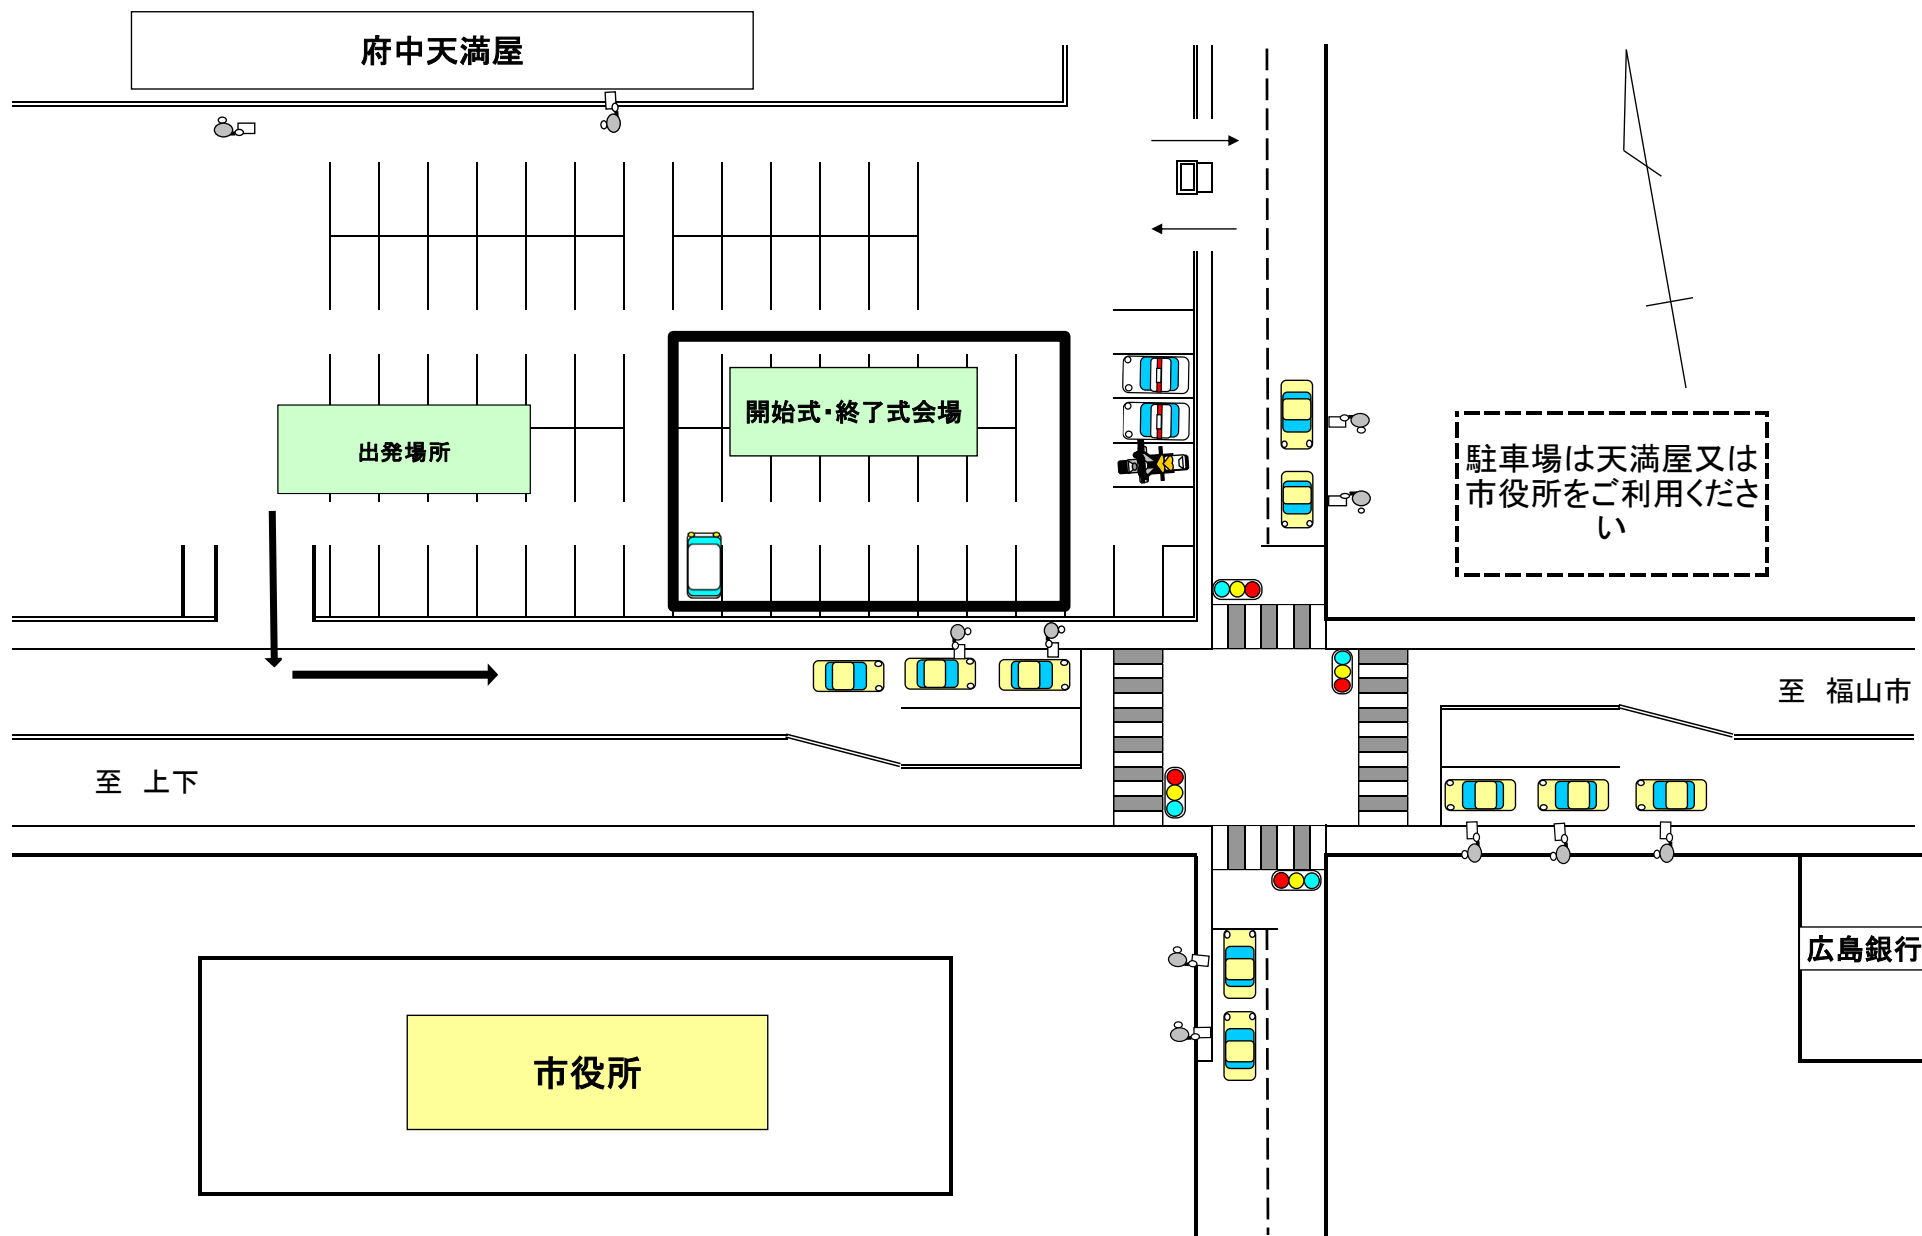 府中天満屋
開始式・終了式会場
出発場所
駐車場は天満屋又は
市役所をご利用くださ
い
至　福山市
至　上下
広島銀行
市役所